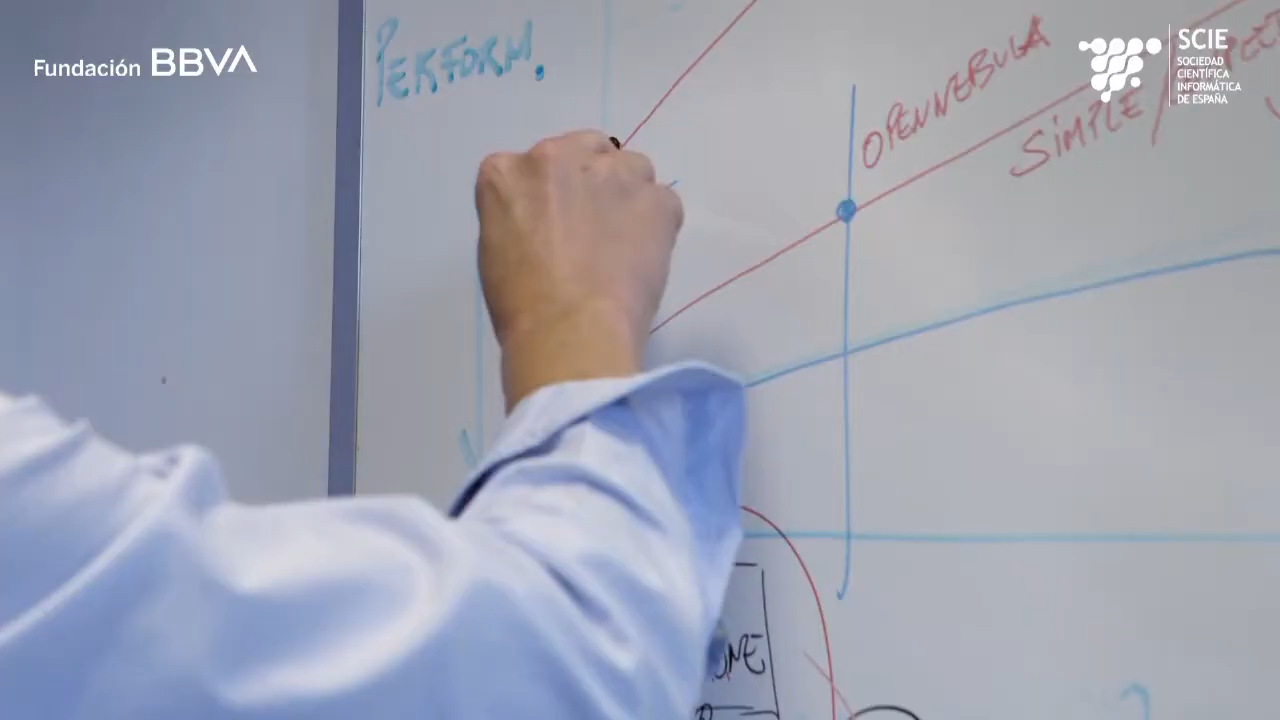 Fundación BBVA
SCIE
SOCIEDAD
CIENTÍFICA
INFORMÁTICA
DE ESPAÑA
PERFORM.
OPENNEBULA
SIMPLE /